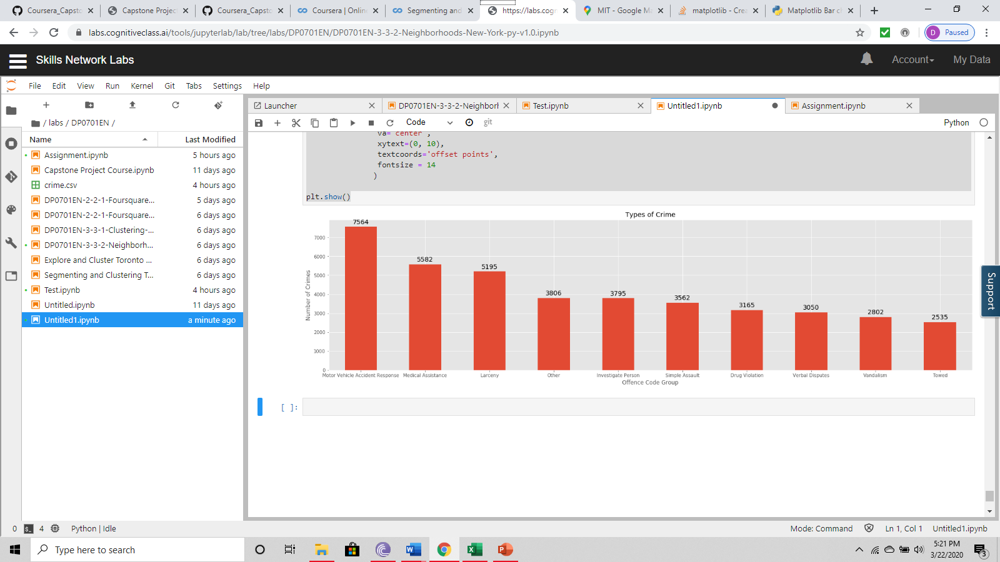 Coursera_Capsto
Capstone Project
Coursera_Capsto
Coursera | Onlin
Segmenting and
https://labs.cogn
MIT - Google Ma
matplotlib - Crea
Matplotlib Bar ch
labs.cognitiveclass.ai/tools/jupyterlab/lab/tree/labs/DP0701EN/DP0701EN-3-3-2-Neighborhoods-New-York-py-v1.0.ipynb
D Paused
Skills Network Labs
Account
My Data
File Edit View Run Kernel Git Tabs Settings Help
Launcher
DP0701EN-3-3-2-Neighborh
Test.ipynb
Untitled1.ipynb
Assignment.ipynb
/ labs / DP0701EN /
Code
git
Python
Name Last Modified
Assignment.ipynb 5 hours ago
Capstone Project Course.ipynb 11 days ago
crime.csv 4 hours ago
DP0701EN-2-2-1-Foursquare... 5 days ago
DP0701EN-2-2-1-Foursquare... 6 days ago
DP0701EN-3-3-1-Clustering-... 6 days ago
DP0701EN-3-3-2-Neighborh... 6 days ago
Explore and Cluster Toronto ... 6 days ago
Segmenting and Clustering T... 6 days ago
Test.ipynb 4 hours ago
Untitled.ipynb 11 days ago
Untitled1.ipynb a minute ago
va='center',
xytext=(0, 10),
textcoords='offset points',
fontsize = 14
)
plt.show()
Types of Crime
7564
5582
5195
3806
3795
3562
3165
3050
2802
2535
Number of Crimes
7000
6000
5000
4000
3000
2000
1000
0
Motor Vehicle Accident Response Medical Assistance Larceny Other Investigate Person Simple Assault Drug Violation Verbal Disputes Vandalism Towed
Offence Code Group
[ ]:
Support
0 $_ 4 Python | Idle
Mode: Command Ln 1, Col 1 Untitled1.ipynb
Type here to search
5:21 PM
3/22/2020
3